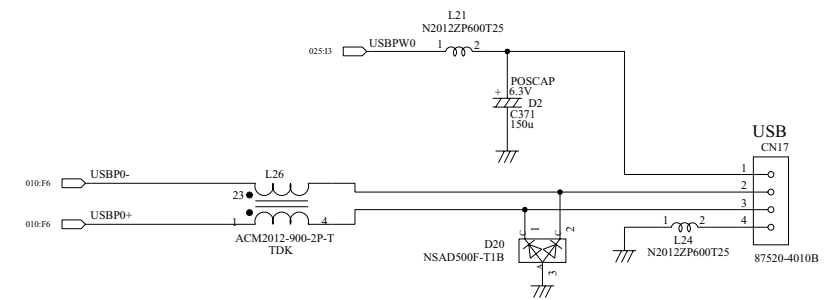 L21
N2012ZP600T25
025:I3
USBPW0
1
2
POSCAP
+ 6.3V
D2
C371
150u
USB
CN17
1
2
3
4
010:F6
USBP0-
L26
23
010:F6
USBP0+
1
4
ACM2012-900-2P-T
TDK
D20
NSAD500F-T1B
C
1
C
2
A
3
1
2
L24
N2012ZP600T25
87520-4010B